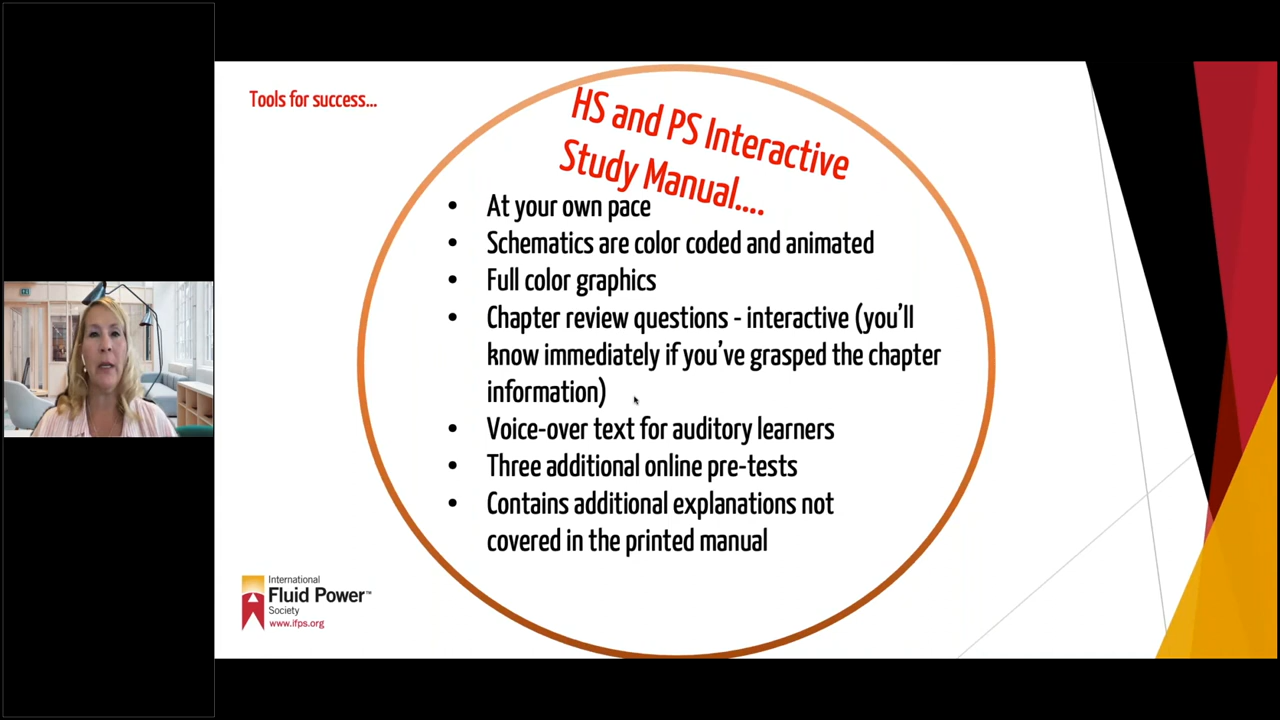 Tools for success...
HS and PS Interactive
Study Manual....
• At your own pace
• Schematics are color coded and animated
• Full color graphics
• Chapter review questions - interactive (you'll
know immediately if you've grasped the chapter
information)
• Voice-over text for auditory learners
• Three additional online pre-tests
• Contains additional explanations not
covered in the printed manual
International
Fluid Power™
Society
www.ifps.org